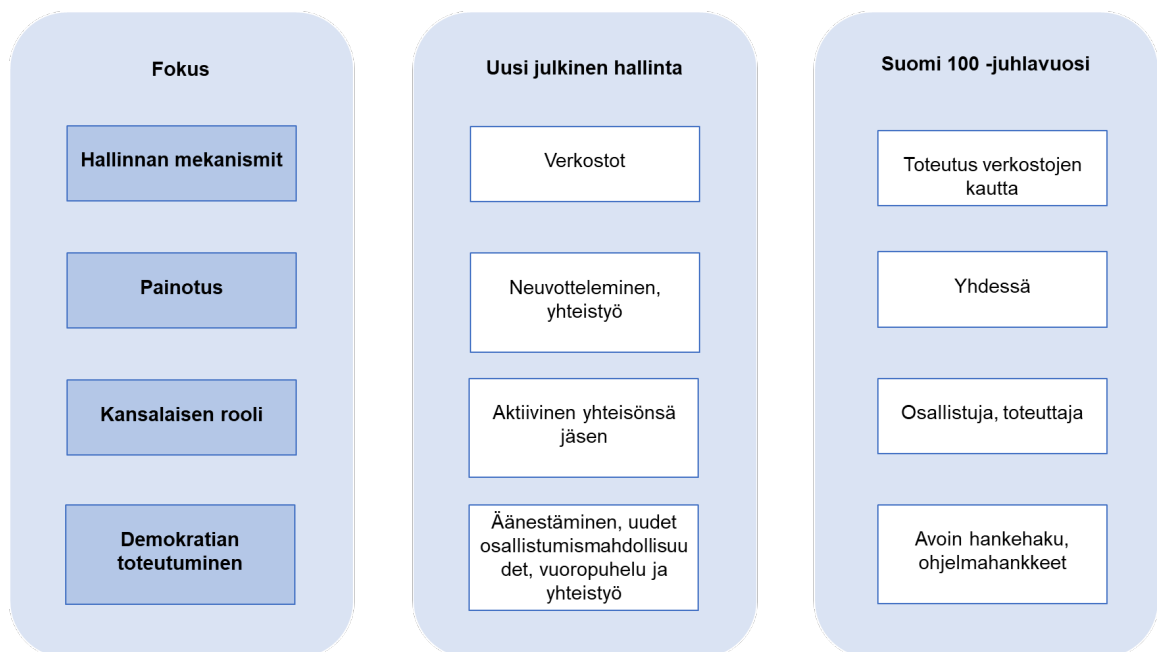 Fokus
Uusi julkinen hallinta
Suomi 100 -juhlavuosi
Hallinnan mekanismit
Verkostot
Toteutus verkostojen
kautta
Painotus
Neuvotteleminen,
yhteistyö
Yhdessä
Kansalaisen rooli
Aktiivinen yhteisönsä
jäsen
Osallistuja, toteuttaja
Demokratian
toteutuminen
Äänestäminen, uudet
osallistumismahdollisuu
det, vuoropuhelu ja
yhteistyö
Avoin hankehaku,
ohjelmahankkeet